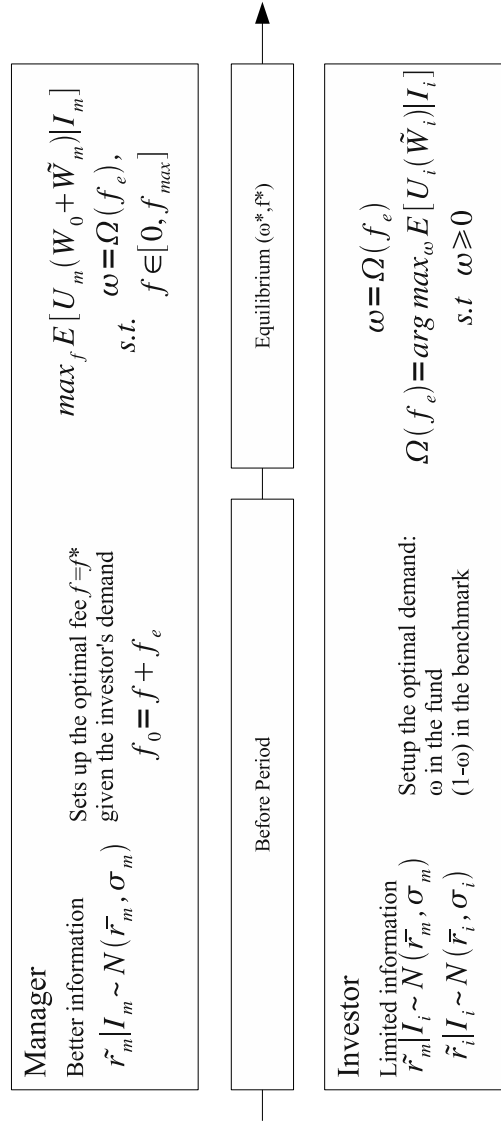 Manager
Better information
r̃_m|I_m ~ N(r̄_m, σ_m)
Sets up the optimal fee f=f*
given the investor's demand
f_0 = f + f_e
max_f E[U_m(W_0+W̃_m)|I_m]
s.t. ω=Ω(f_e),
f∈[0, f_max]
Before Period
Equilibrium (ω*,f*)
Investor
Limited information
r̃_m|I_i ~ N(r̄_m, σ_m)
r̃_i|I_i ~ N(r̄_i, σ_i)
Setup the optimal demand:
ω in the fund
(1-ω) in the benchmark
ω=Ω(f_e)
Ω(f_e)=arg max_ω E[U_i(W̃_i)|I_i]
s.t ω⩾0